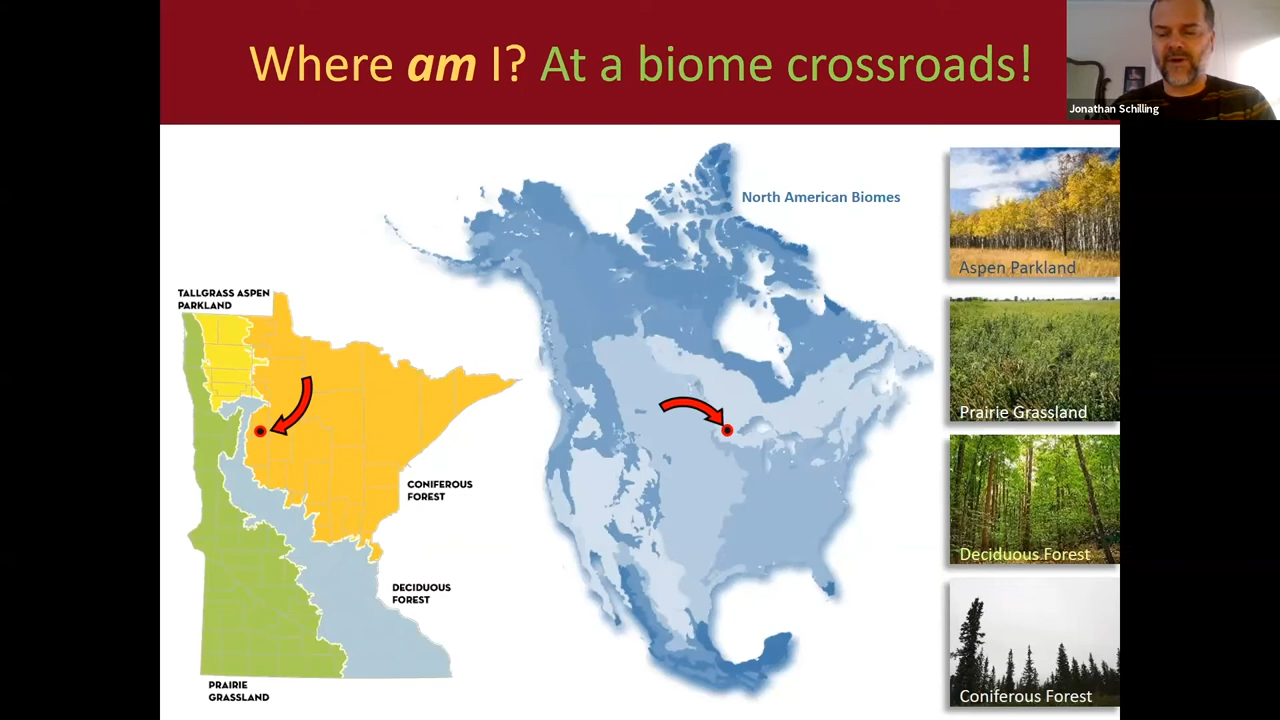 Where am I? At a biome crossroads!
Jonathan Schilling
North American Biomes
TALLGRASS ASPEN
PARKLAND
CONIFEROUS
FOREST
DECIDUOUS
FOREST
PRAIRIE
GRASSLAND
Aspen Parkland
Prairie Grassland
Deciduous Forest
Coniferous Forest